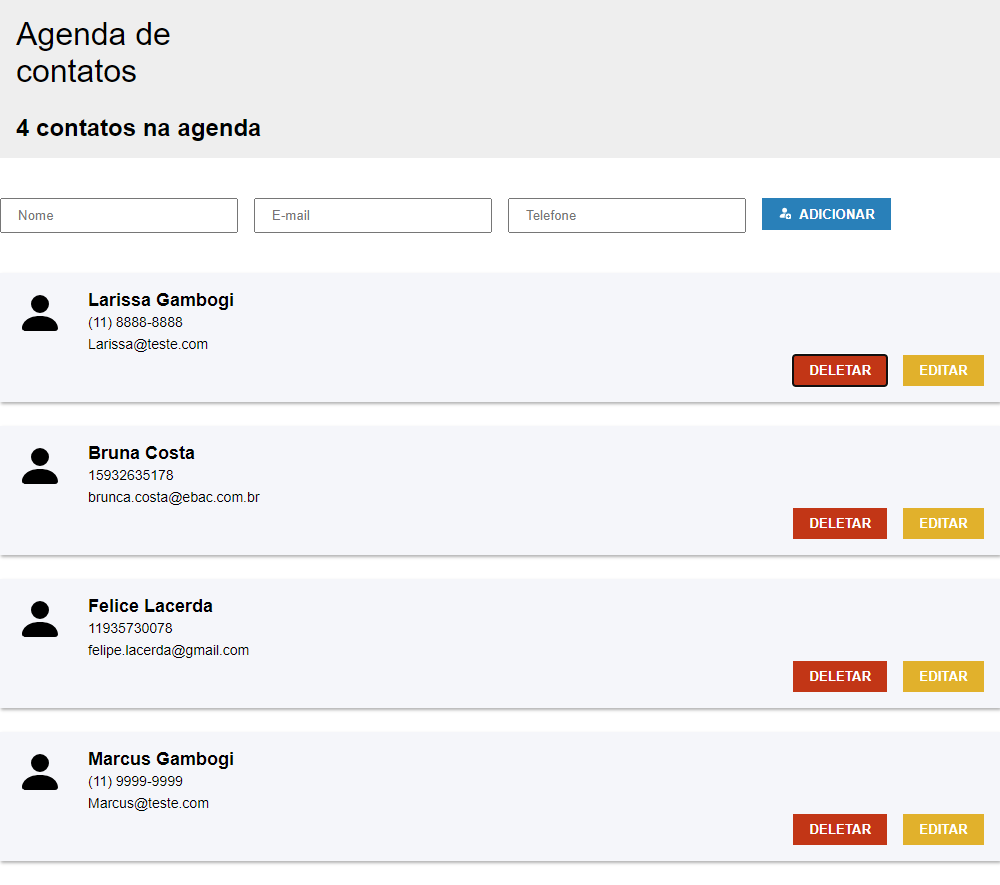 Agenda de
contatos
4 contatos na agenda
Nome E-mail Telefone ADICIONAR
Larissa Gambogi
(11) 8888-8888
Larissa@teste.com
DELETAR EDITAR
Bruna Costa
15932635178
brunca.costa@ebac.com.br
DELETAR EDITAR
Felice Lacerda
11935730078
felipe.lacerda@gmail.com
DELETAR EDITAR
Marcus Gambogi
(11) 9999-9999
Marcus@teste.com
DELETAR EDITAR